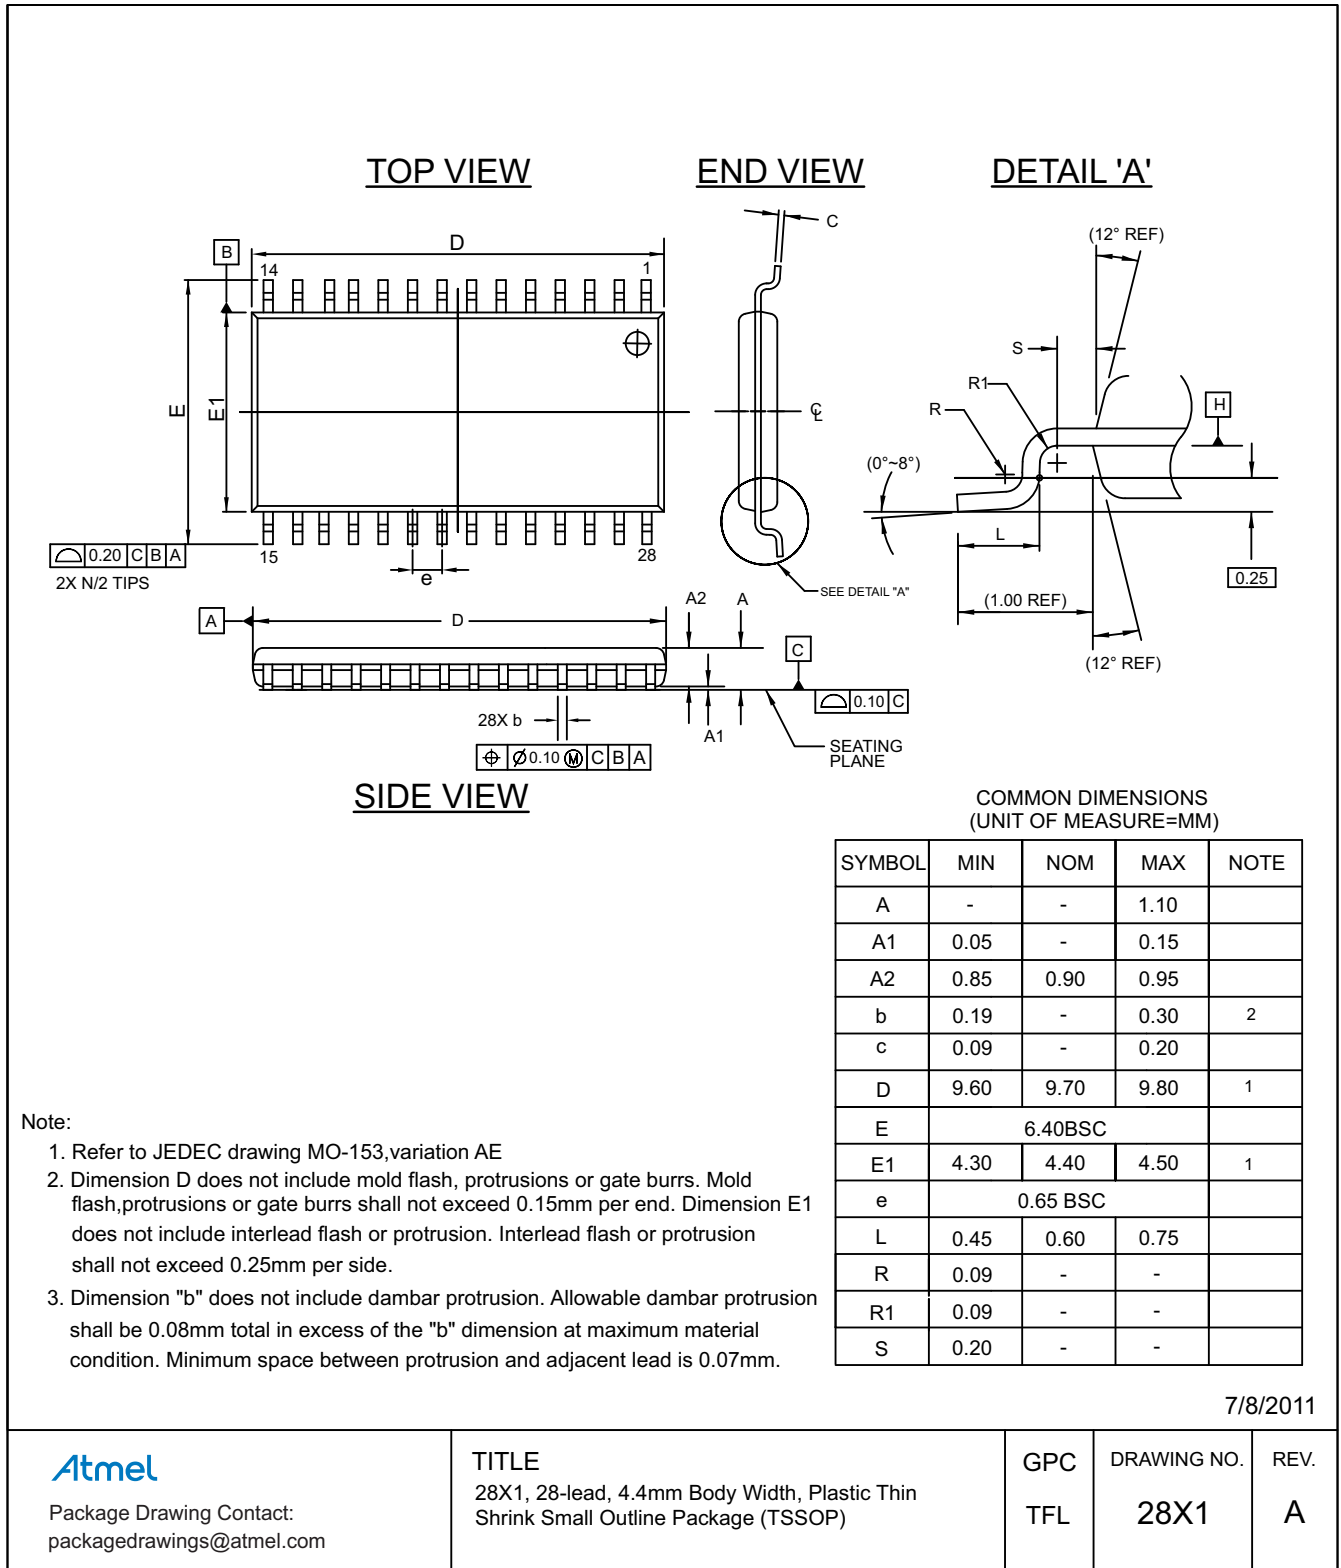 TOP VIEW
END VIEW
DETAIL 'A'
B
D
14
1
E
E1
C
℄
(12° REF)
S
R1
R
H
(0°~8°)
L
0.25
(1.00 REF)
(12° REF)
0.20 C B A
2X N/2 TIPS
15
28
e
SEE DETAIL "A"
A
D
A2
A
C
0.10 C
28X b
A1
⌖ Ø0.10 Ⓜ C B A
SEATING
PLANE
SIDE VIEW
COMMON DIMENSIONS
(UNIT OF MEASURE=MM)
SYMBOL MIN NOM MAX NOTE
A - - 1.10
A1 0.05 - 0.15
A2 0.85 0.90 0.95
b 0.19 - 0.30 2
c 0.09 - 0.20
D 9.60 9.70 9.80 1
E 6.40BSC
E1 4.30 4.40 4.50 1
e 0.65 BSC
L 0.45 0.60 0.75
R 0.09 - -
R1 0.09 - -
S 0.20 - -
Note:
1. Refer to JEDEC drawing MO-153,variation AE
2. Dimension D does not include mold flash, protrusions or gate burrs. Mold
flash,protrusions or gate burrs shall not exceed 0.15mm per end. Dimension E1
does not include interlead flash or protrusion. Interlead flash or protrusion
shall not exceed 0.25mm per side.
3. Dimension "b" does not include dambar protrusion. Allowable dambar protrusion
shall be 0.08mm total in excess of the "b" dimension at maximum material
condition. Minimum space between protrusion and adjacent lead is 0.07mm.
7/8/2011
Atmel
Package Drawing Contact:
packagedrawings@atmel.com
TITLE
28X1, 28-lead, 4.4mm Body Width, Plastic Thin
Shrink Small Outline Package (TSSOP)
GPC
TFL
DRAWING NO.
28X1
REV.
A